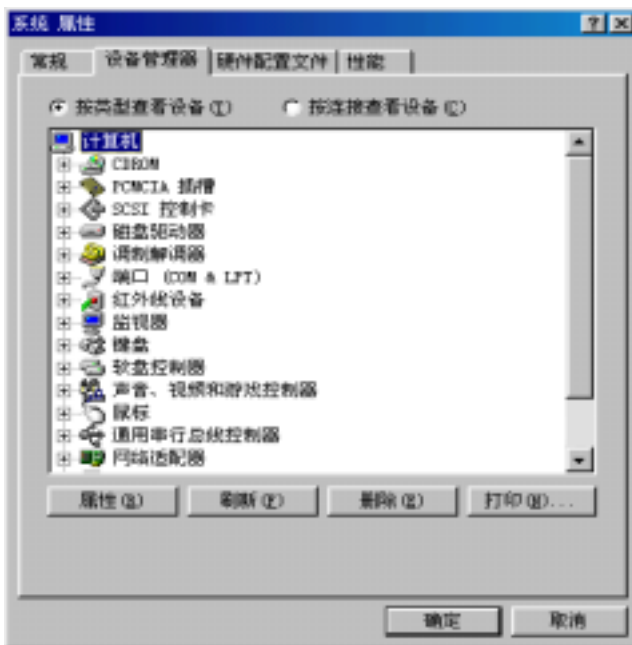 系统 属性
常规 设备管理器 硬件配置文件 性能
按类型查看设备(T) 按连接查看设备(C)
计算机
CDROM
PCMCIA 插槽
SCSI 控制卡
磁盘驱动器
调制解调器
端口 (COM & LPT)
红外线设备
监视器
键盘
软盘控制器
声音、视频和游戏控制器
鼠标
通用串行总线控制器
网络适配器
属性(R) 刷新(F) 删除(E) 打印(N)...
确定 取消